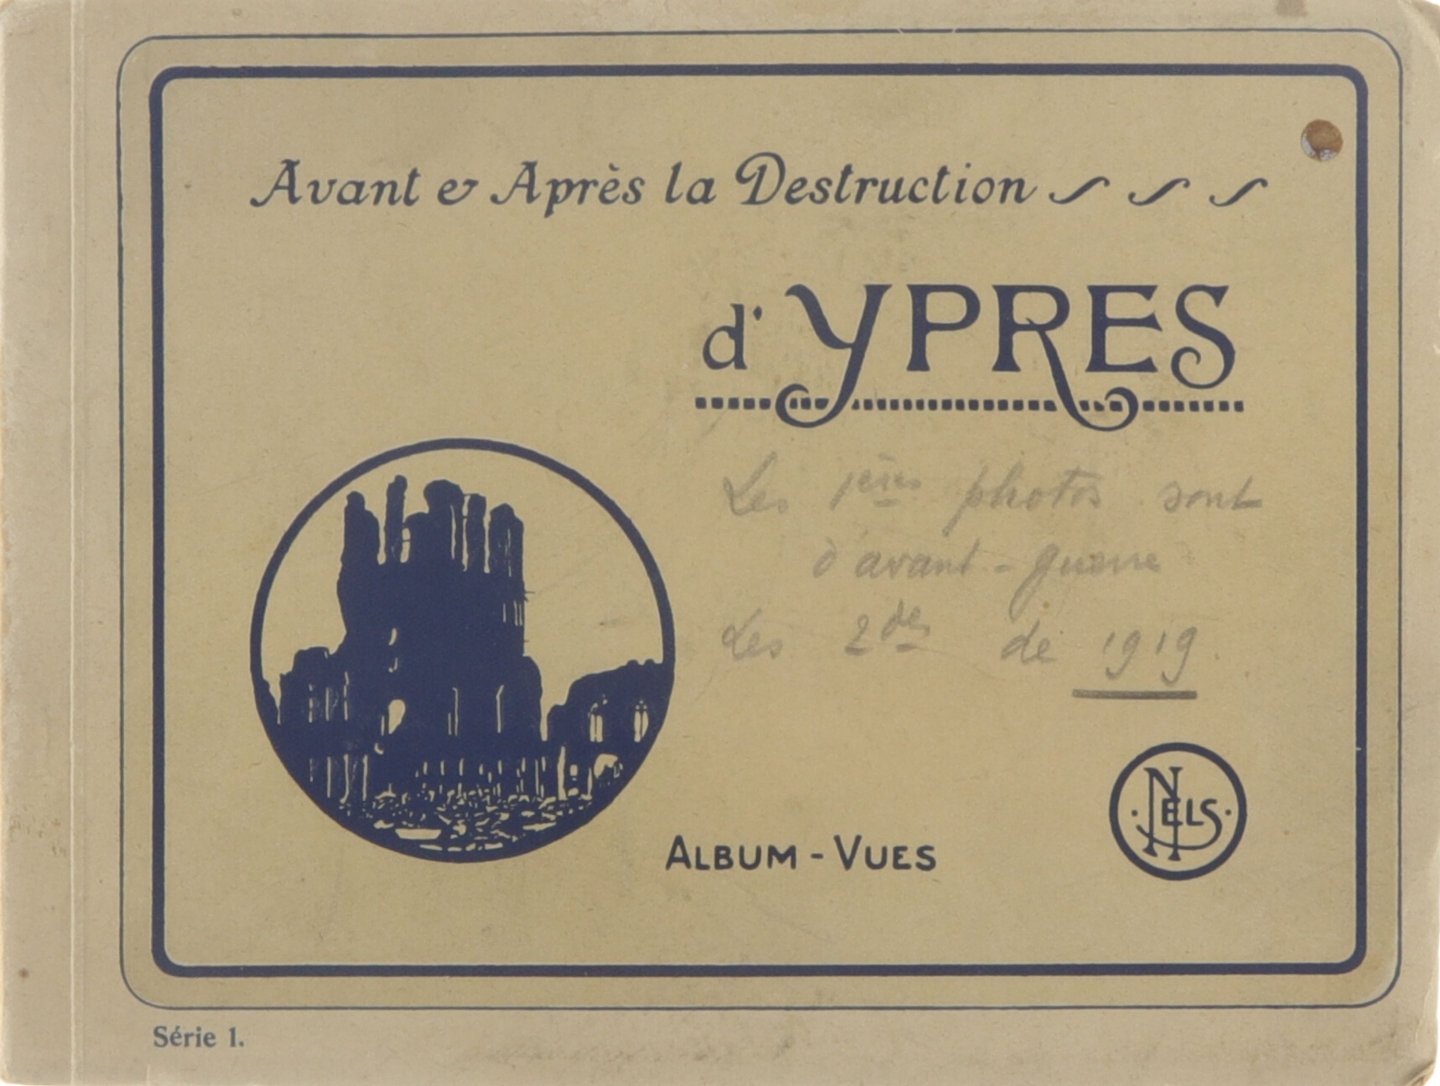 Avant & Après la Destruction
d'YPRES
Les 1ères photos sont
d'avant-guerre
Les 2des de 1919.
NELS
ALBUM-VUES
Série 1.